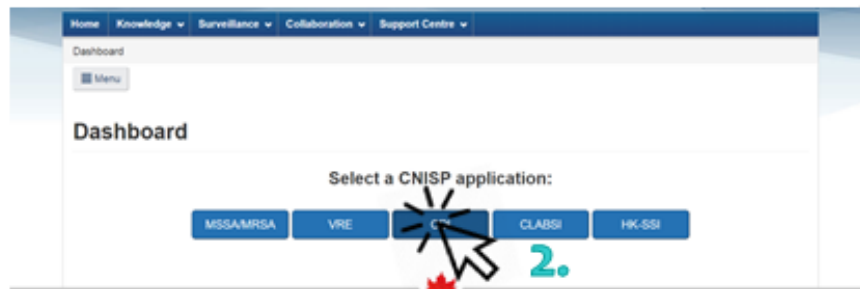 Home Knowledge Surveillance Collaboration Support Centre
Dashboard
Menu
Dashboard
Select a CNISP application:
MSSA/MRSA VRE CLABSI HK-SSI
2.